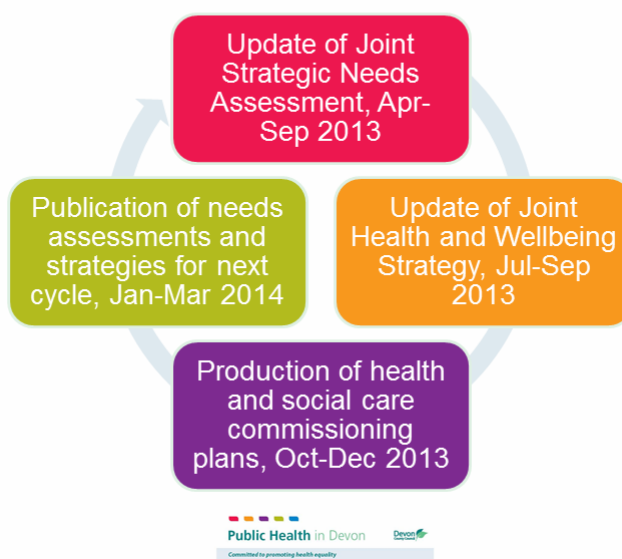 Update of Joint
Strategic Needs
Assessment, Apr-
Sep 2013
Update of Joint
Health and Wellbeing
Strategy, Jul-Sep
2013
Production of health
and social care
commissioning
plans, Oct-Dec 2013
Publication of needs
assessments and
strategies for next
cycle, Jan-Mar 2014
Public Health in Devon
Devon
County Council
Committed to promoting health equality